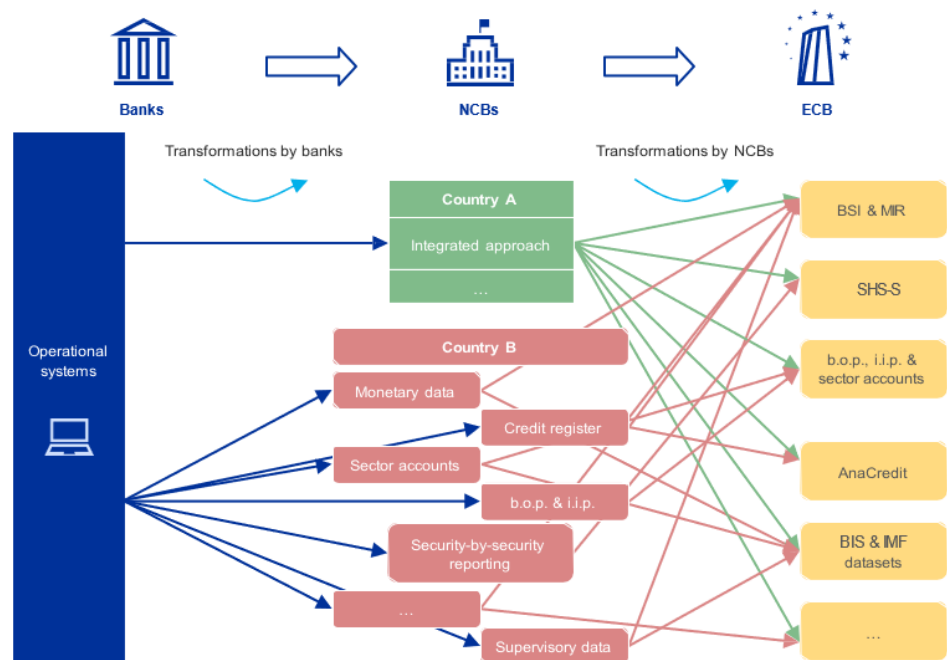 Banks
NCBs
ECB
Transformations by banks
Transformations by NCBs
Country A
Integrated approach
...
Operational
systems
Country B
Monetary data
Credit register
Sector accounts
b.o.p. & i.i.p.
Security-by-security
reporting
...
Supervisory data
BSI & MIR
SHS-S
b.o.p., i.i.p. &
sector accounts
AnaCredit
BIS & IMF
datasets
...